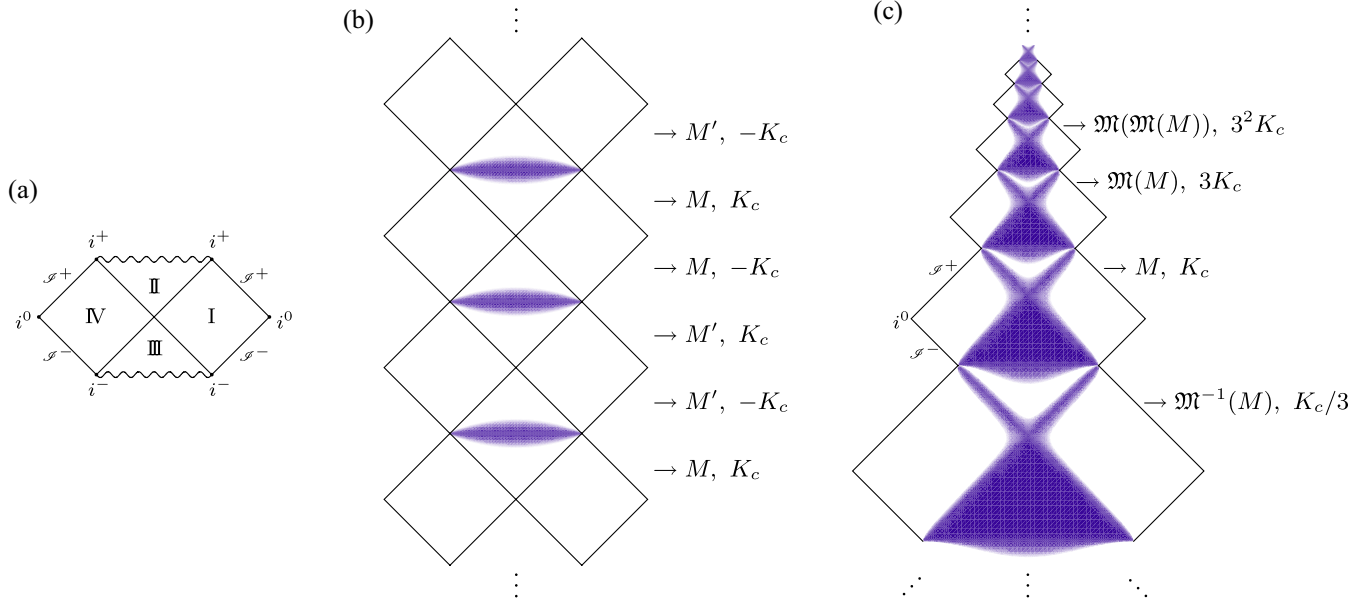 (a)
i⁺ i⁺
𝓘⁺ 𝓘⁺
Ⅱ
i⁰ Ⅳ Ⅰ i⁰
Ⅲ
𝓘⁻ 𝓘⁻
i⁻ i⁻
(b)
→ M′, −K_c
→ M, K_c
→ M, −K_c
→ M′, K_c
→ M′, −K_c
→ M, K_c
(c)
→ 𝔐(𝔐(M)), 3²K_c
→ 𝔐(M), 3K_c
𝓘⁺
→ M, K_c
i⁰
𝓘⁻
→ 𝔐⁻¹(M), K_c/3